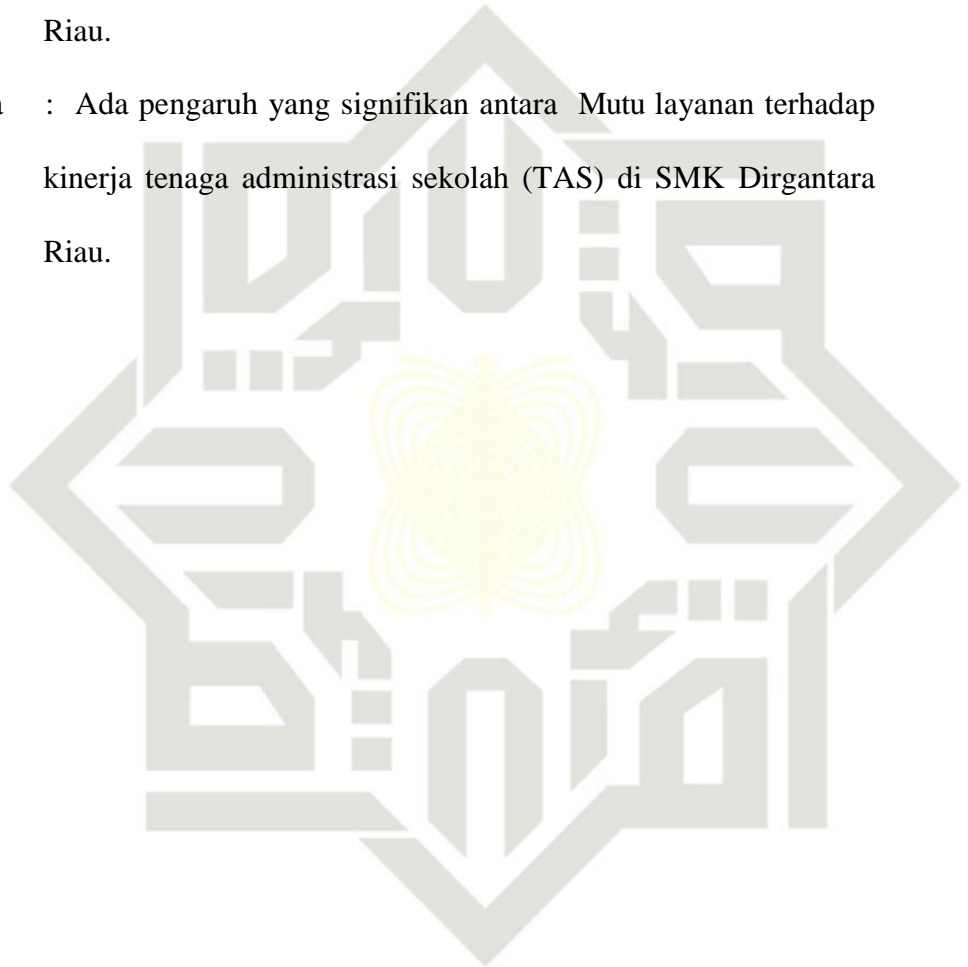 Riau.
a : Ada pengaruh yang signifikan antara Mutu layanan terhadap
kinerja tenaga administrasi sekolah (TAS) di SMK Dirgantara
Riau.